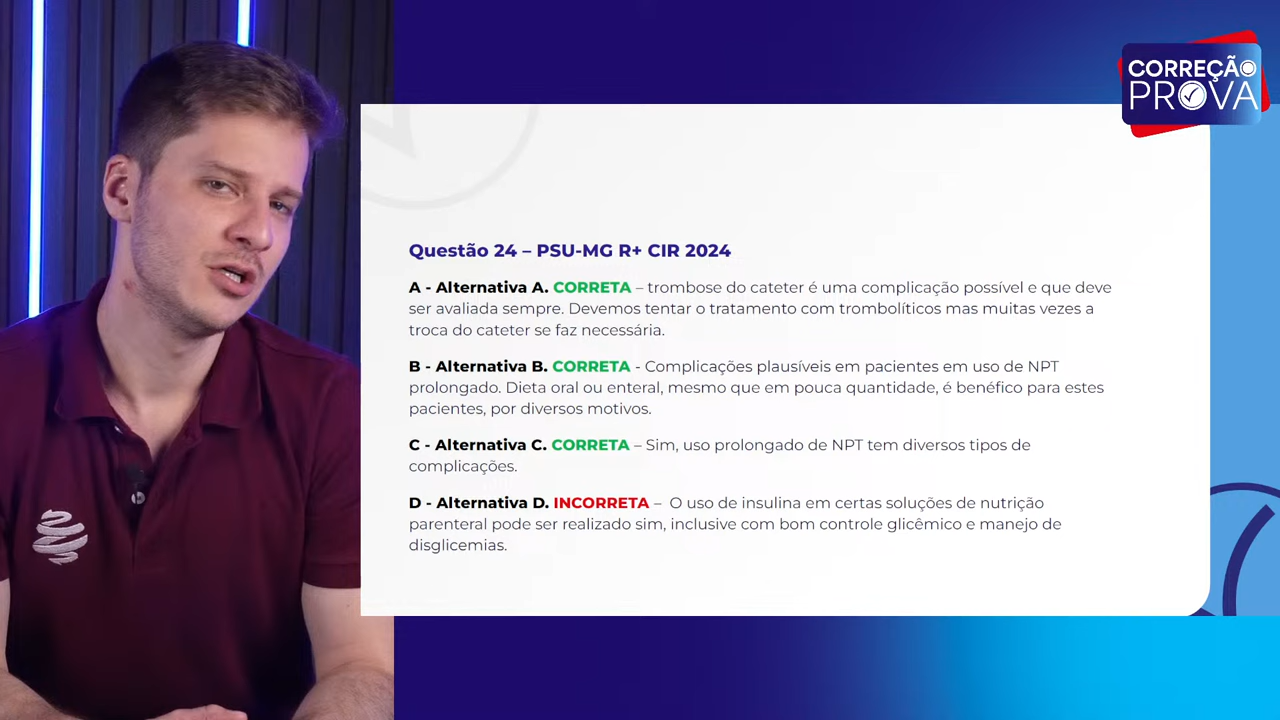 CORREÇÃO
PROVA
Questão 24 – PSU-MG R+ CIR 2024
A - Alternativa A. CORRETA – trombose do cateter é uma complicação possível e que deve
ser avaliada sempre. Devemos tentar o tratamento com trombolíticos mas muitas vezes a
troca do cateter se faz necessária.
B - Alternativa B. CORRETA - Complicações plausíveis em pacientes em uso de NPT
prolongado. Dieta oral ou enteral, mesmo que em pouca quantidade, é benéfico para estes
pacientes, por diversos motivos.
C - Alternativa C. CORRETA – Sim, uso prolongado de NPT tem diversos tipos de
complicações.
D - Alternativa D. INCORRETA – O uso de insulina em certas soluções de nutrição
parenteral pode ser realizado sim, inclusive com bom controle glicêmico e manejo de
disglicemias.